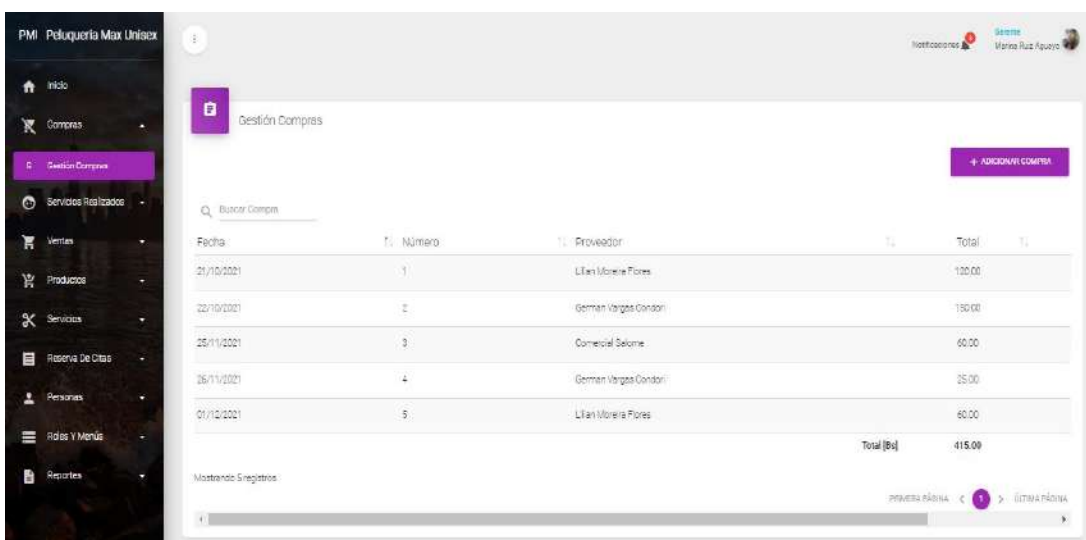 PMI Peluquería Max Unisex
Inicio
Compras
G Gestión Compras
Servicios Realizados
Ventas
Productos
Servicios
Reserva De Citas
Personas
Roles Y Menús
Reportes
Notificaciones
Gerente
Marina Ruiz Aguayo
Gestión Compras
+ ADICIONAR COMPRA
Buscar Compra
Fecha Número Proveedor Total
21/10/2021 1 Lilian Moreira Flores 120.00
22/10/2021 2 German Vargas Condori 150.00
25/11/2021 3 Comercial Salome 60.00
26/11/2021 4 German Vargas Condori 25.00
01/12/2021 5 Lilian Moreira Flores 60.00
Total [Bs] 415.00
Mostrando 5 registros
PRIMERA PÁGINA < 1 > ÚLTIMA PÁGINA